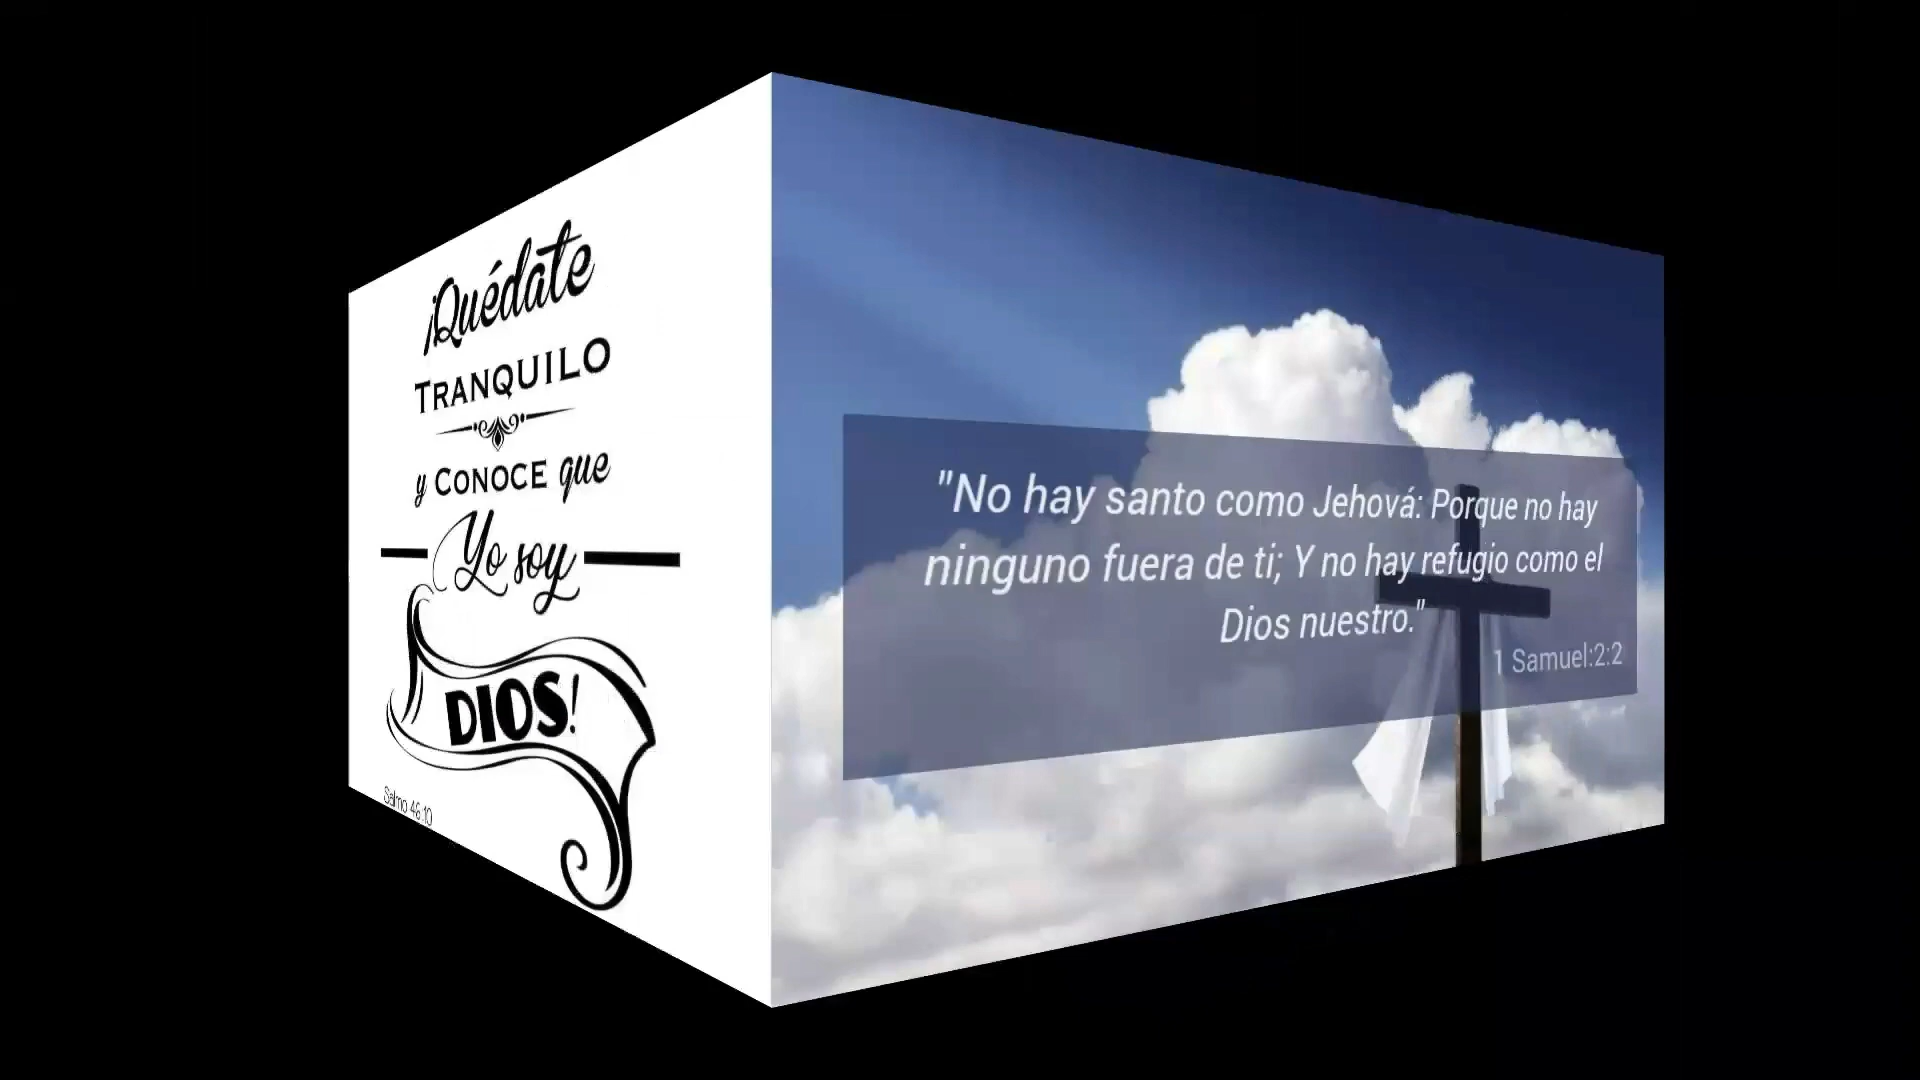 ¡Quédate
TRANQUILO
y CONOCE que
Yo soy
DIOS!
Salmo 46:10
"No hay santo como Jehová: Porque no hay
ninguno fuera de ti; Y no hay refugio como el
Dios nuestro."
1 Samuel:2:2